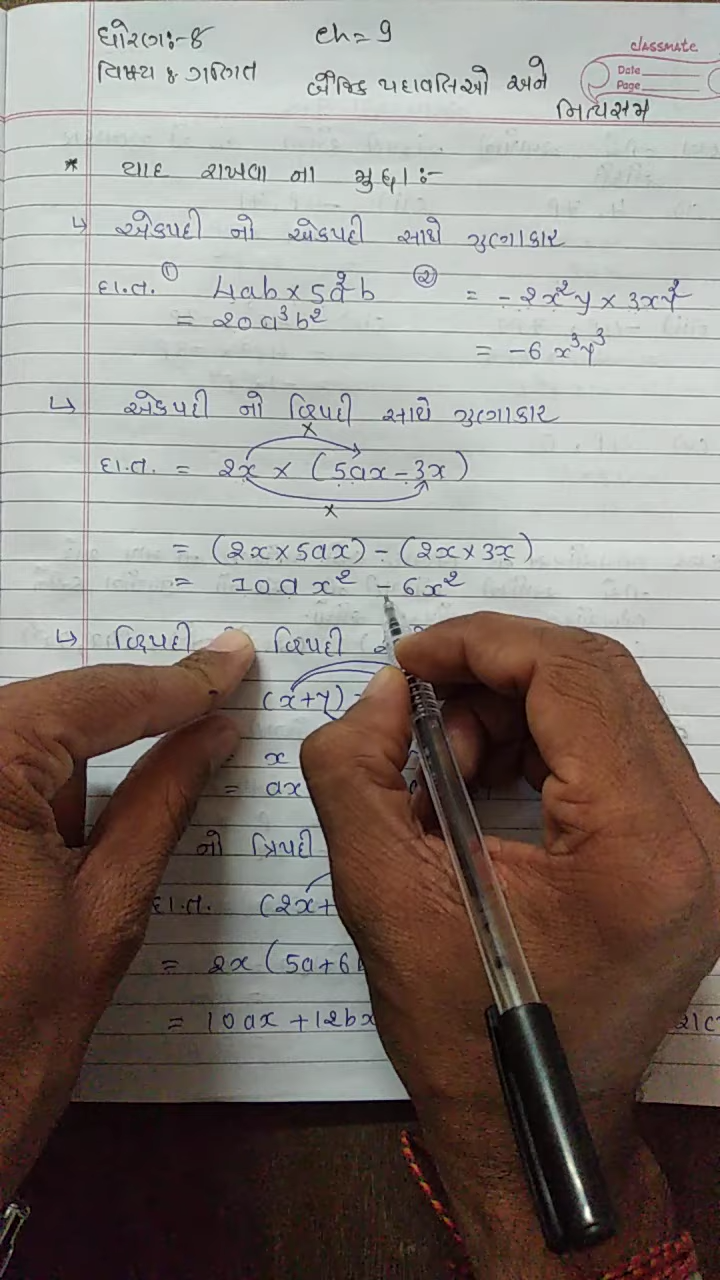 ધોરણ:-8 ch=9
classmate
Date
Page
વિષય : ગણિત બૈજિક પદાવલિઓ અને
નિત્યસમ
* યાદ રાખવા ના મુદ્દા :-
↳ એકપદી નો એકપદી સાથે ગુણાકાર
દા.ત. ① 4ab × 5a²b ② = -2x²y × 3xy²
= 20a³b² = -6x³y³
↳ એકપદી નો દ્વિપદી સાથે ગુણાકાર
×
દા.ત. = 2x × (5ax - 3x)
×
= (2x × 5ax) - (2x × 3x)
= 10ax² - 6x²
↳ દ્વિપદી દ્વિપદી
(x+y)
= x
= ax
નો ત્રિપદી
દા.ત. (2x+
= 2x (5a+6
= 10ax + 12bx 21c